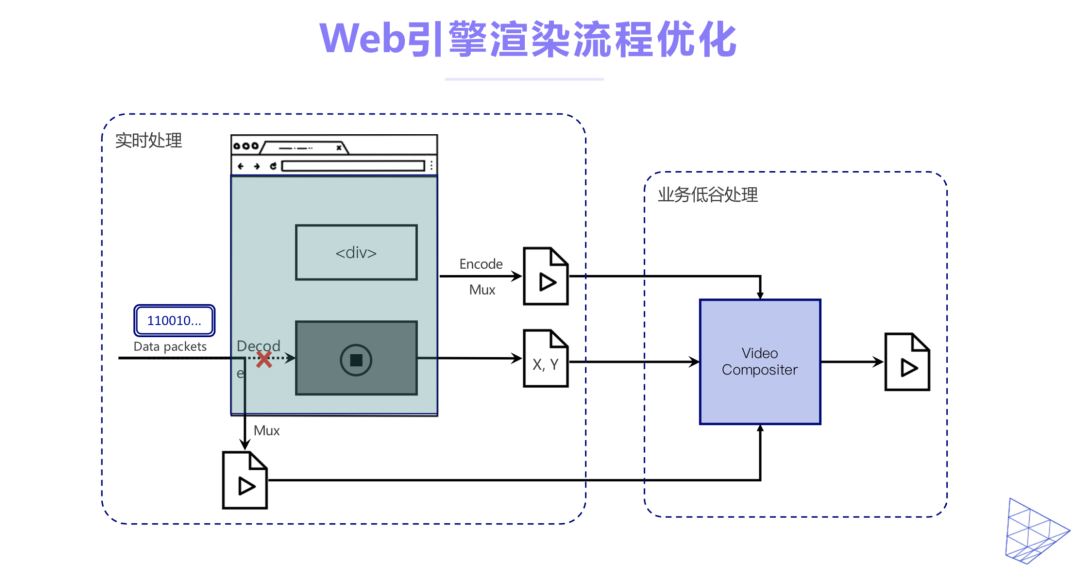 Web引擎渲染流程优化
实时处理
业务低谷处理
<div>
Encode
Mux
110010...
Data packets
Decod
e
X, Y
Video
Compositer
Mux